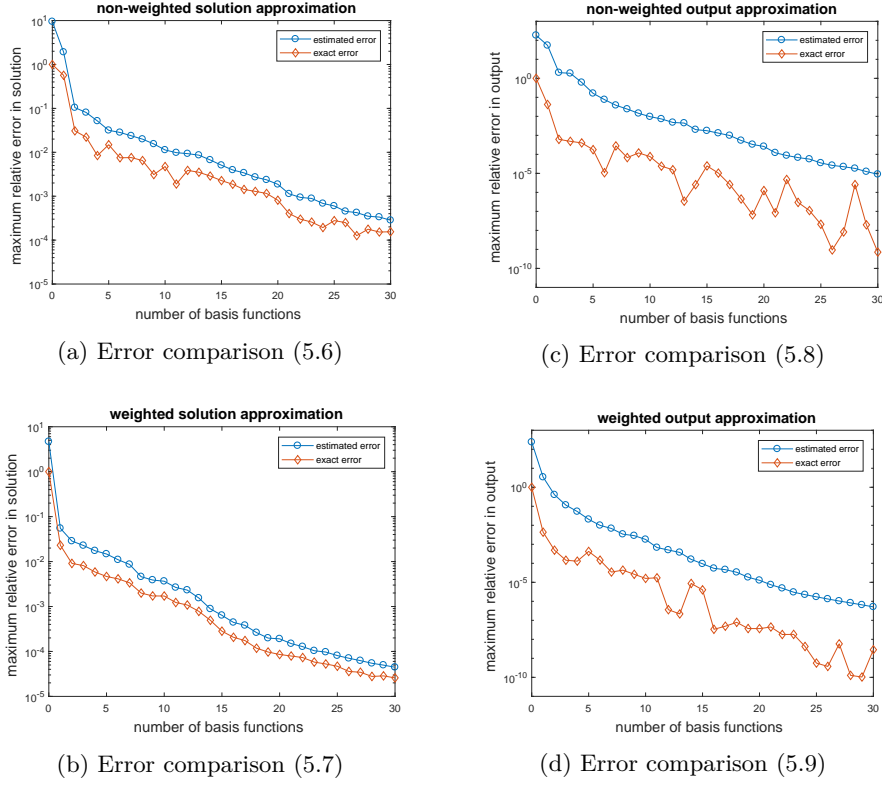 non-weighted solution approximation
maximum relative error in solution
10^1
10^0
10^-1
10^-2
10^-3
10^-4
10^-5
estimated error
exact error
0 5 10 15 20 25 30
number of basis functions
(a) Error comparison (5.6)
non-weighted output approximation
maximum relative error in output
10^0
10^-5
10^-10
estimated error
exact error
0 5 10 15 20 25 30
number of basis functions
(c) Error comparison (5.8)
weighted solution approximation
maximum relative error in solution
10^1
10^0
10^-1
10^-2
10^-3
10^-4
10^-5
estimated error
exact error
0 5 10 15 20 25 30
number of basis functions
(b) Error comparison (5.7)
weighted output approximation
maximum relative error in output
10^0
10^-5
10^-10
estimated error
exact error
0 5 10 15 20 25 30
number of basis functions
(d) Error comparison (5.9)